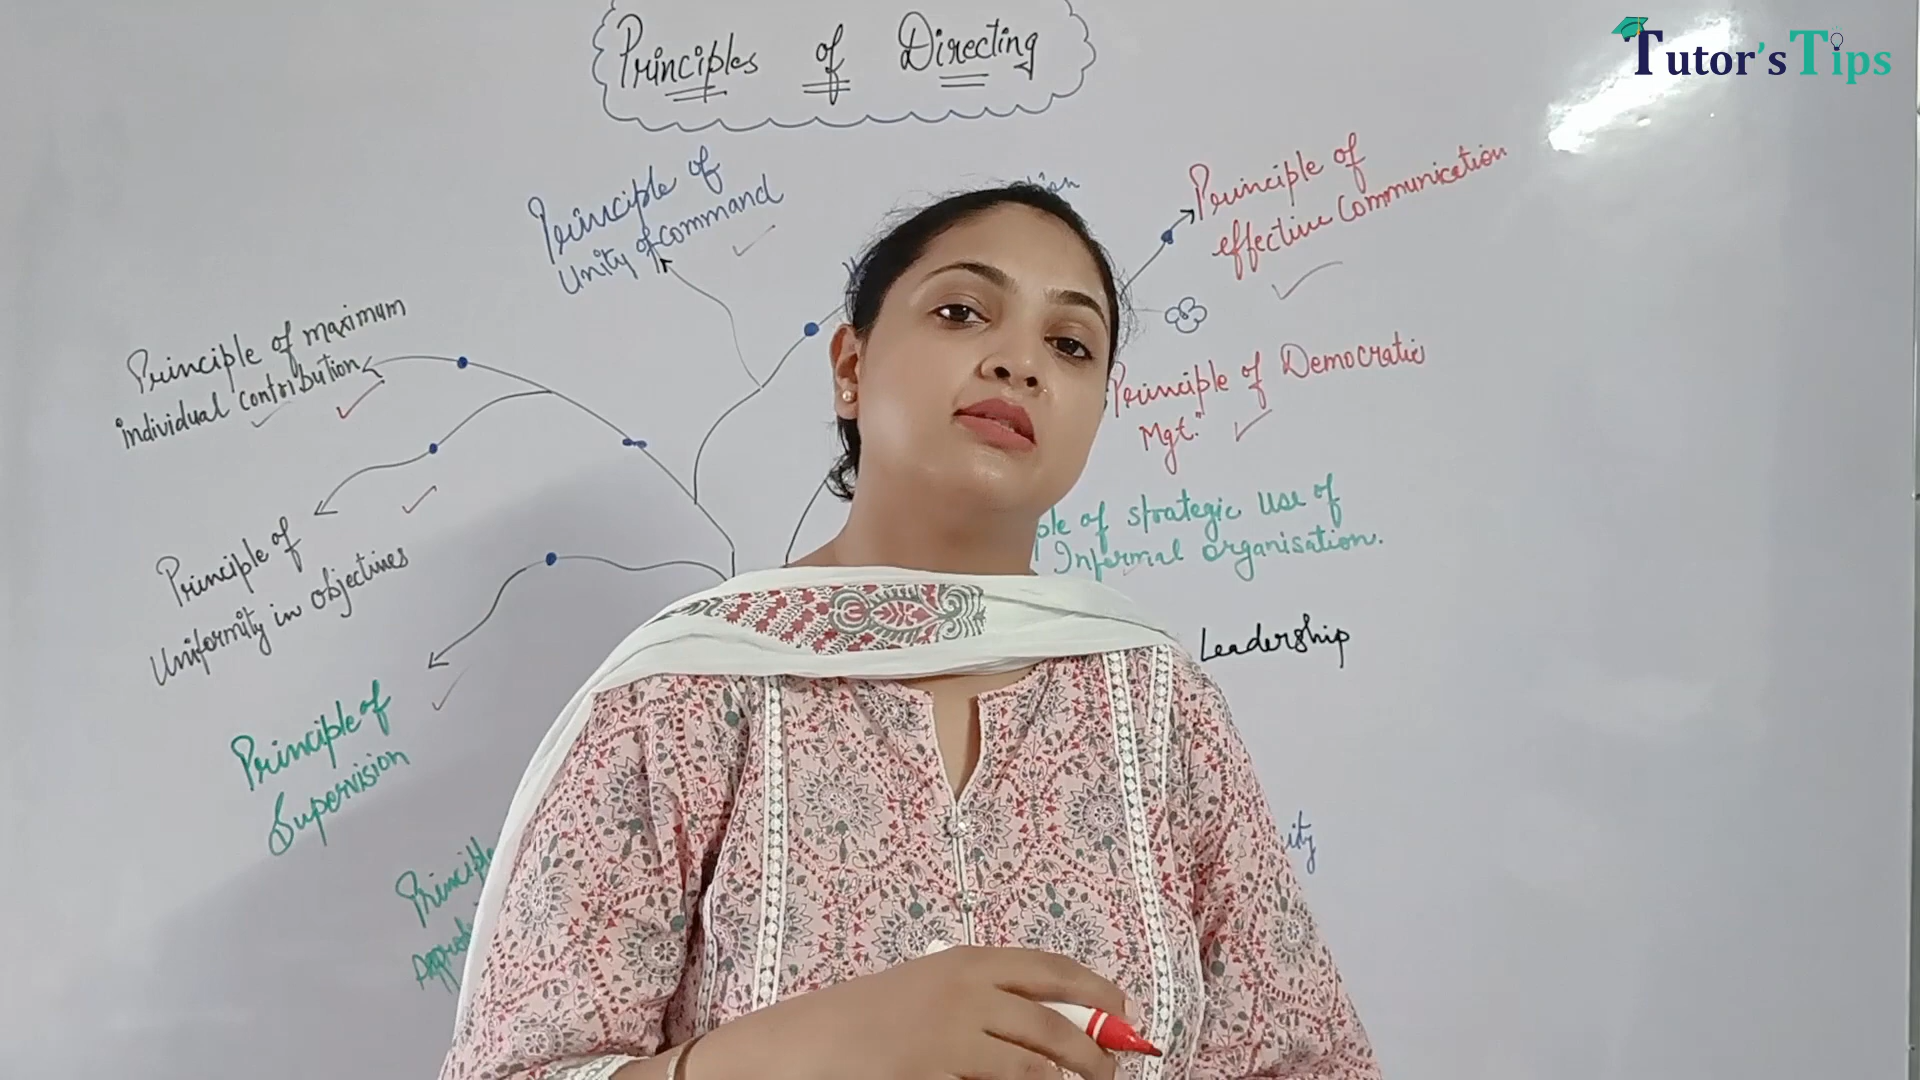 Principles of Directing
Tutor'sTips
Principle of
Unity of command
Principle of
effective Communication
Principle of maximum
individual contribution
Principle of Democratic
Mgt."
of strategic use of
Informal organisation.
Principle of
Uniformity in objectives
Leadership
Principle of
Supervision